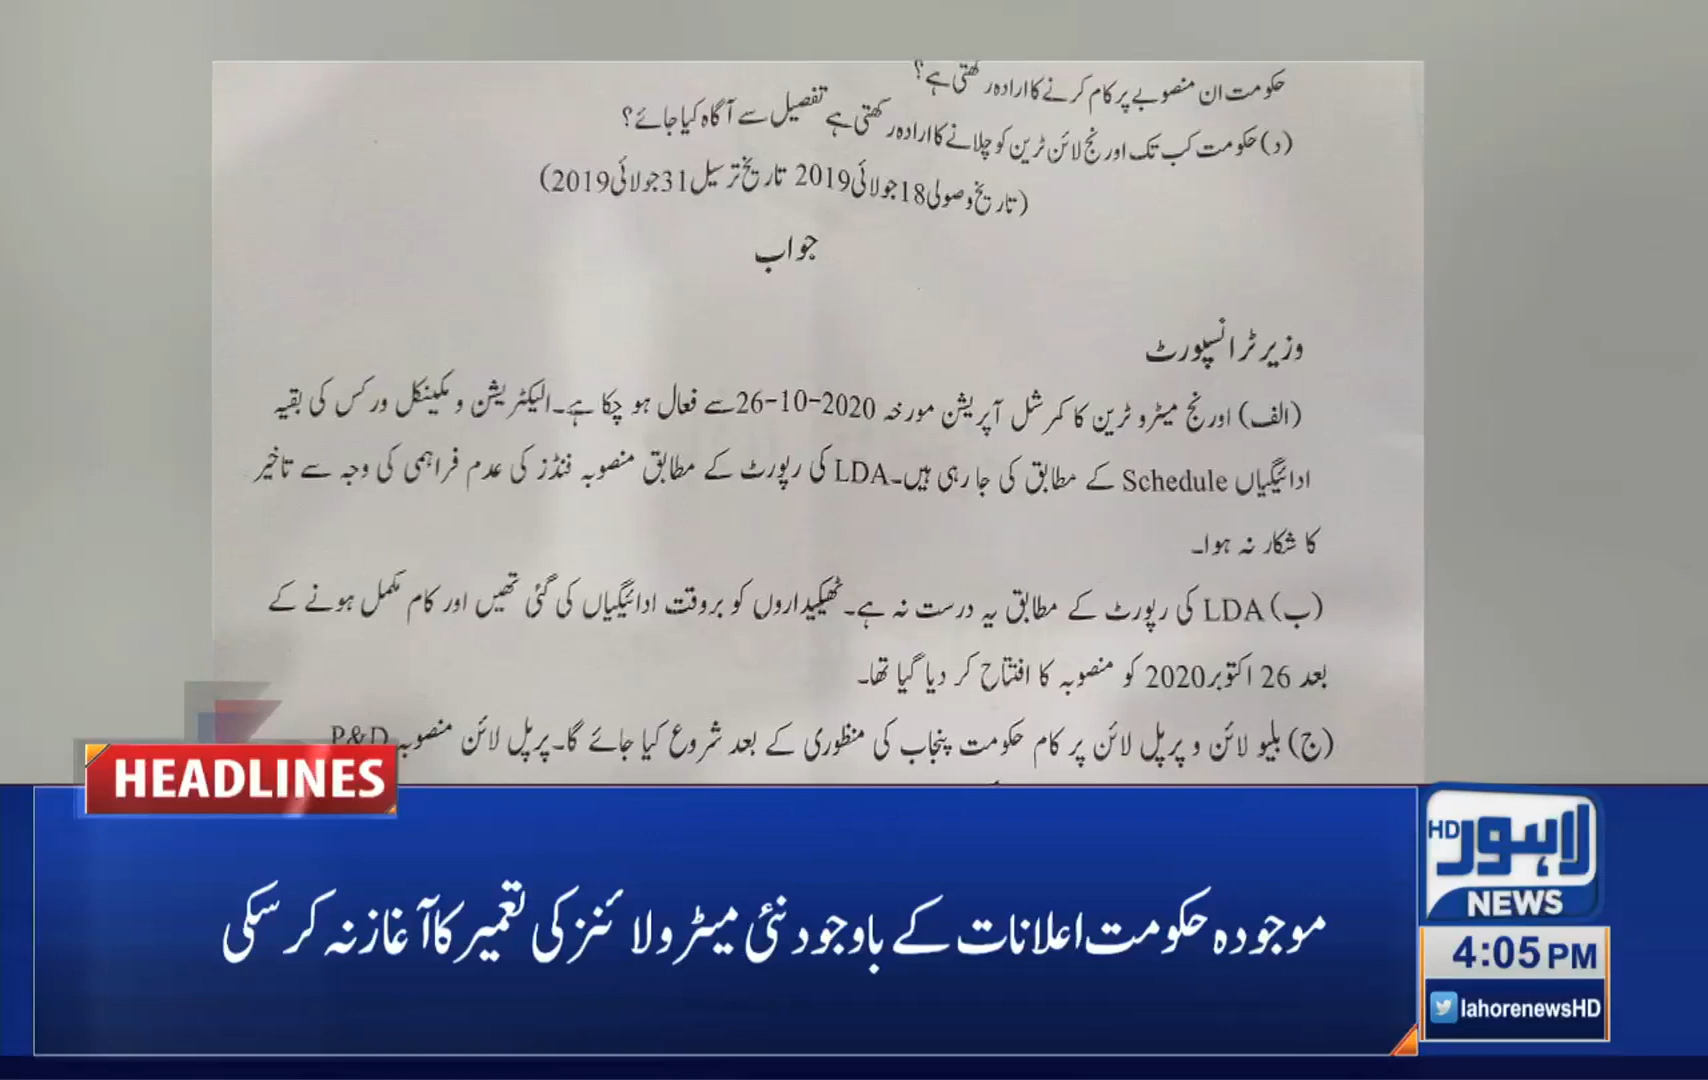 حکومت ان منصوبے پر کام کرنے کا ارادہ رکھتی ہے؟
(د) حکومت کب تک اورنج لائن ٹرین کو چلانے کا ارادہ رکھتی ہے تفصیل سے آگاہ کیا جائے؟
(تاریخ وصولی 18 جولائی 2019 تاریخ ترسیل 31 جولائی 2019)
جواب
وزیر ٹرانسپورٹ
(الف) اورنج میٹرو ٹرین کا کمرشل آپریشن مورخہ 26-10-2020 سے فعال ہو چکا ہے۔ الیکٹریشن و مکینکل ورکس کی بقیہ
ادائیگیاں Schedule کے مطابق کی جا رہی ہیں۔ LDA کی رپورٹ کے مطابق منصوبہ فنڈز کی عدم فراہمی کی وجہ سے تاخیر
کا شکار نہ ہوا۔
(ب) LDA کی رپورٹ کے مطابق یہ درست نہ ہے۔ ٹھیکیداروں کو بروقت ادائیگیاں کی گئی تھیں اور کام مکمل ہونے کے
بعد 26 اکتوبر 2020 کو منصوبہ کا افتتاح کر دیا گیا تھا۔
(ج) بلیو لائن و پرپل لائن پر کام حکومت پنجاب کی منظوری کے بعد شروع کیا جائے گا۔ پرپل لائن منصوبہ P&D
HEADLINES
موجودہ حکومت اعلانات کے باوجود نئی میٹرو لائنز کی تعمیر کا آغاز نہ کر سکی
لاہور HD
NEWS
4:05 PM
lahorenewsHD